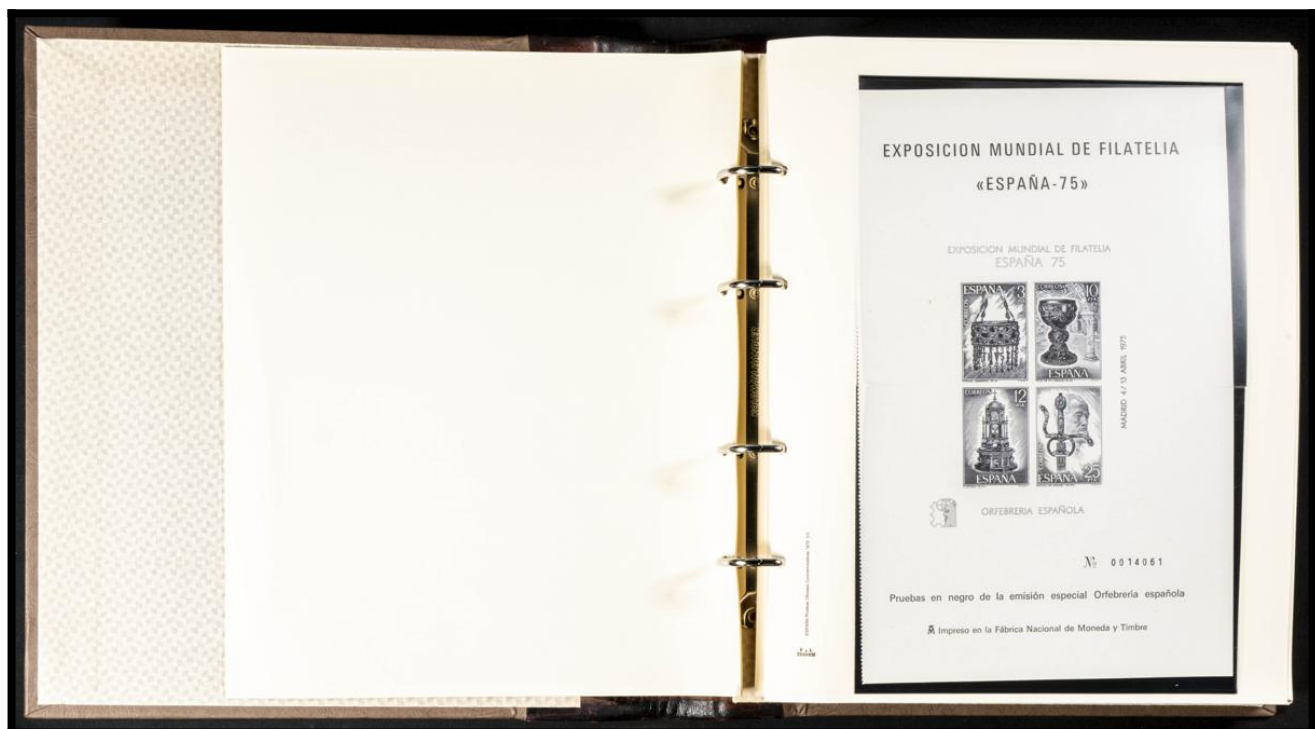 EXPOSICION MUNDIAL DE FILATELIA
«ESPAÑA-75»
EXPOSICION MUNDIAL DE FILATELIA
ESPAÑA 75
ESPAÑA 3
CORREOS 10
ESPAÑA
MADRID 4/13 ABRIL 1975
CORREOS 12
ESPAÑA
25
ESPAÑA
ORFEBRERIA ESPAÑOLA
Nº 0014061
Pruebas en negro de la emisión especial Orfebrería española
Impreso en la Fábrica Nacional de Moneda y Timbre